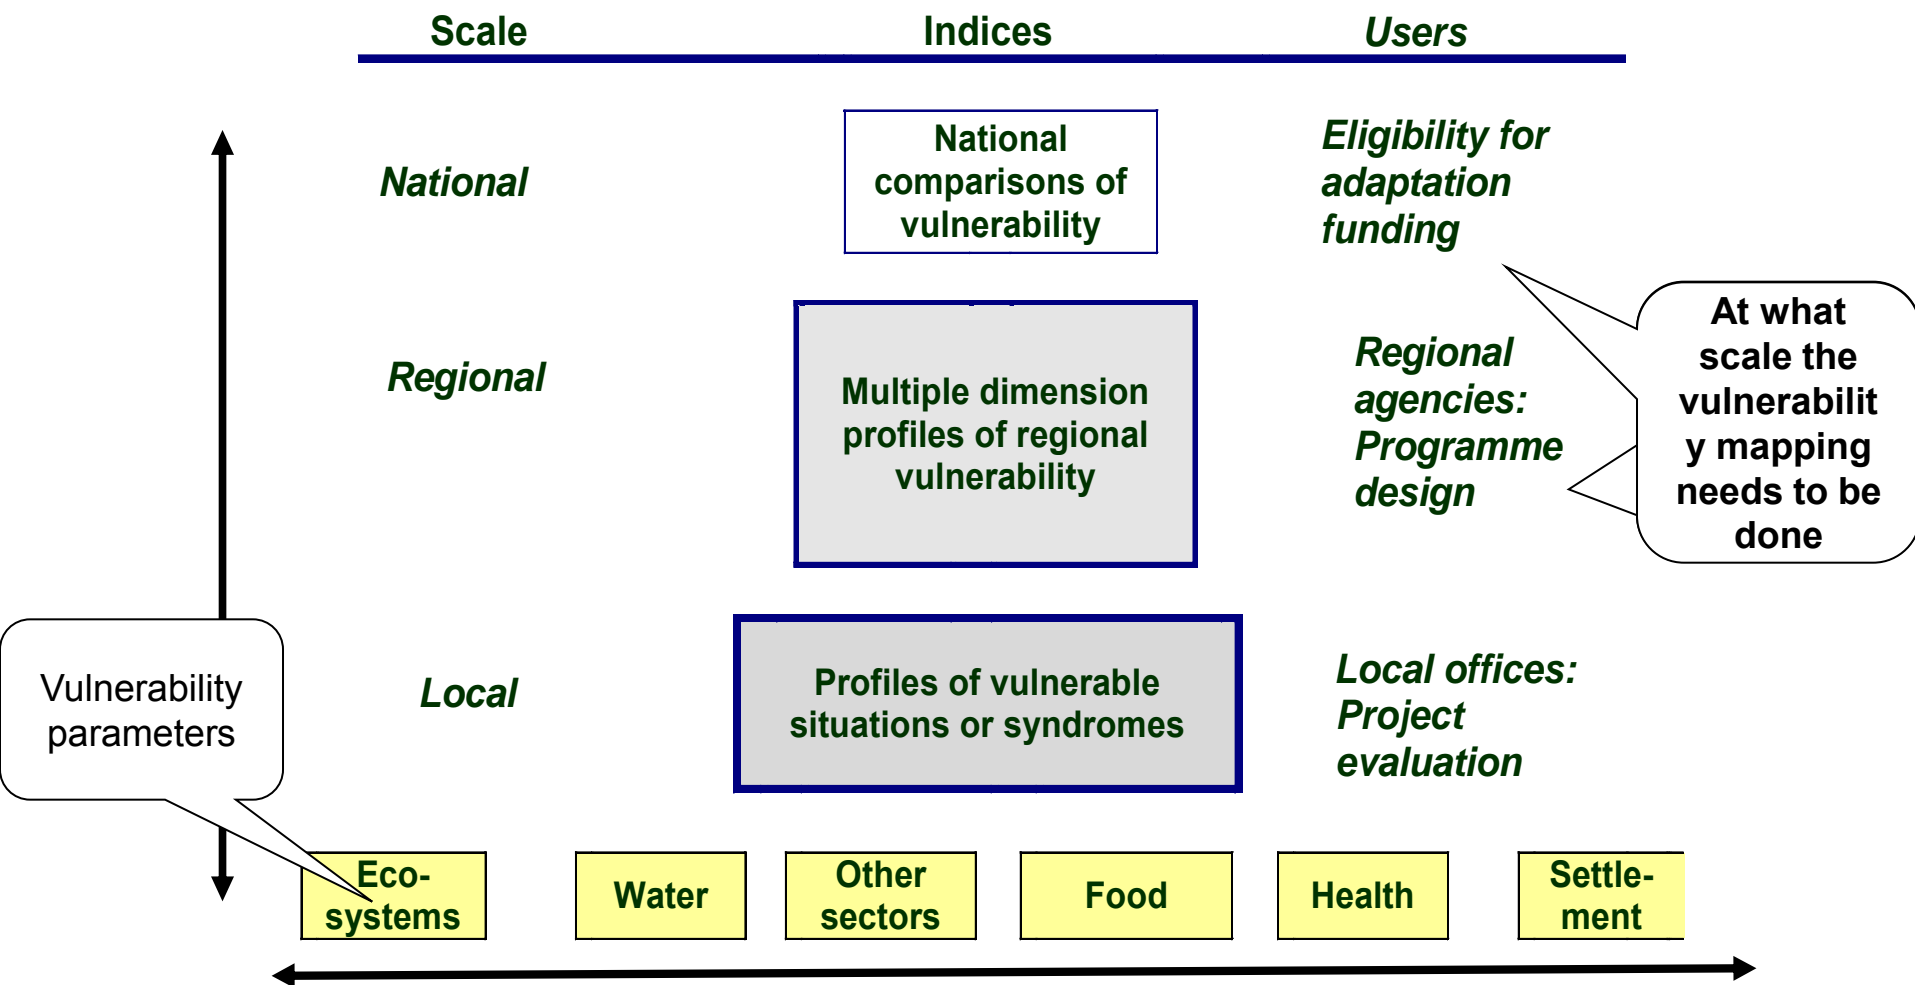 Scale Indices Users
National
National
comparisons of
vulnerability
Eligibility for
adaptation
funding
Regional
Multiple dimension
profiles of regional
vulnerability
Regional
agencies:
Programme
design
At what
scale the
vulnerabilit
y mapping
needs to be
done
Vulnerability
parameters
Local
Profiles of vulnerable
situations or syndromes
Local offices:
Project
evaluation
Eco-
systems
Water
Other
sectors
Food
Health
Settle-
ment